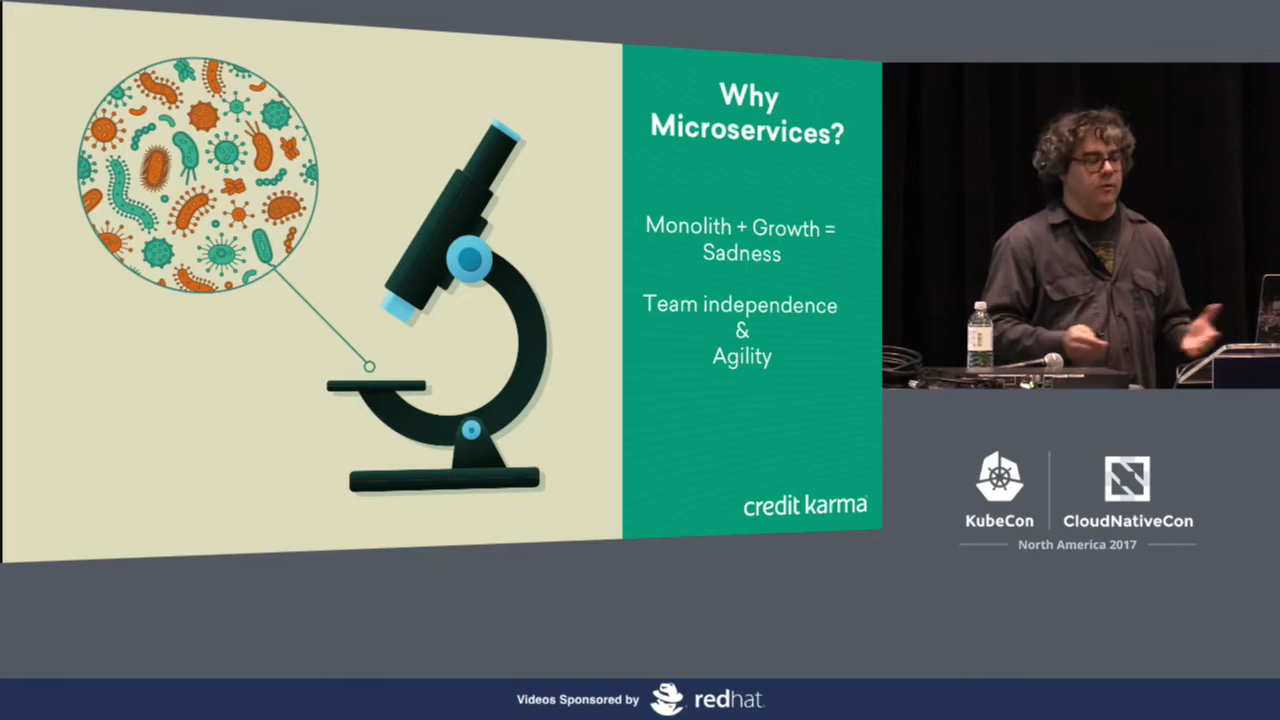 Why
Microservices?
Monolith + Growth =
Sadness
Team independence
&
Agility
credit karma
KubeCon
CloudNativeCon
North America 2017
Videos Sponsored by
redhat.